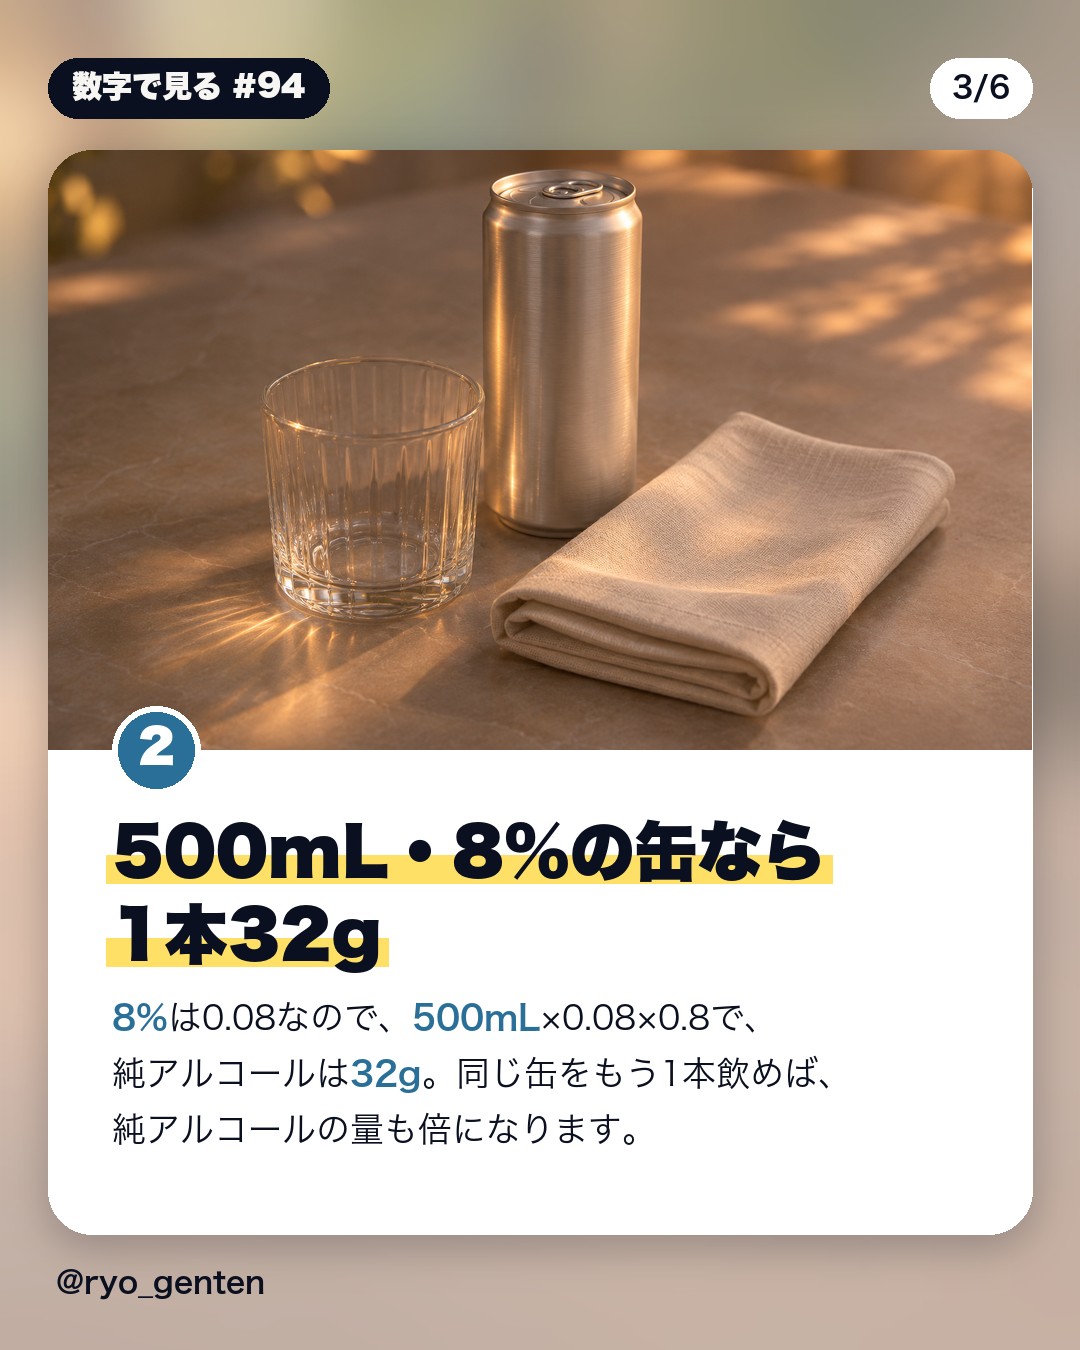 数字で見る #94
3/6
2
500mL・8%の缶なら
1本32g
8%は0.08なので、500mL×0.08×0.8で、
純アルコールは32g。同じ缶をもう1本飲めば、
純アルコールの量も倍になります。
@ryo_genten